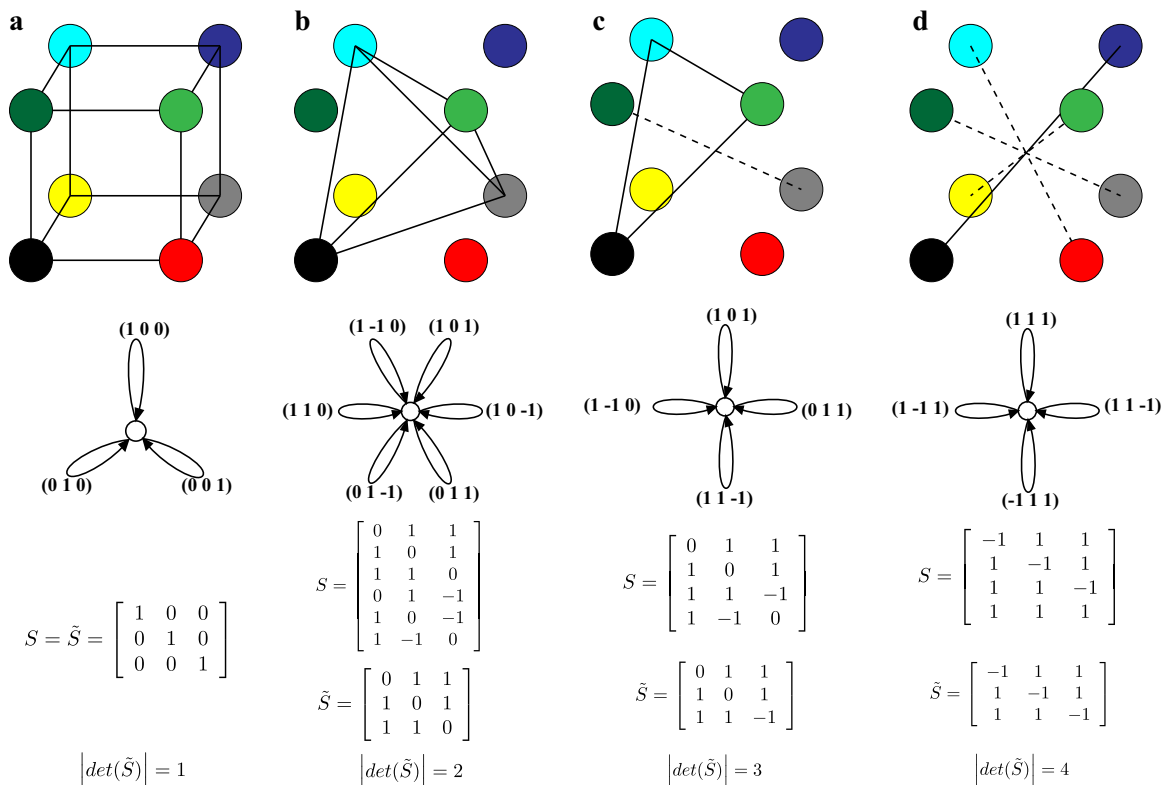 a b c d
(1 0 0)
(0 1 0) (0 0 1)
(1 -1 0) (1 0 1)
(1 1 0) (1 0 -1)
(0 1 -1) (0 1 1)
(1 0 1)
(1 -1 0) (0 1 1)
(1 1 -1)
(1 1 1)
(1 -1 1) (1 1 -1)
(-1 1 1)
S = S̃ = [ 1 0 0
0 1 0
0 0 1 ]
|det(S̃)| = 1
S = [ 0 1 1
1 0 1
1 1 0
0 1 −1
1 0 −1
1 −1 0 ]
S̃ = [ 0 1 1
1 0 1
1 1 0 ]
|det(S̃)| = 2
S = [ 0 1 1
1 0 1
1 1 −1
1 −1 0 ]
S̃ = [ 0 1 1
1 0 1
1 1 −1 ]
|det(S̃)| = 3
S = [ −1 1 1
1 −1 1
1 1 −1
1 1 1 ]
S̃ = [ −1 1 1
1 −1 1
1 1 −1 ]
|det(S̃)| = 4